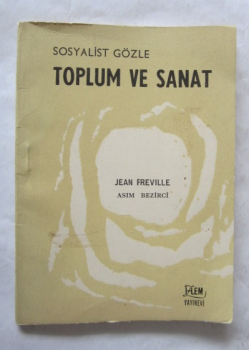 SOSYALİST GÖZLE
TOPLUM VE SANAT
JEAN FREVILLE
ASIM BEZİRCİ
YAYINEVİ